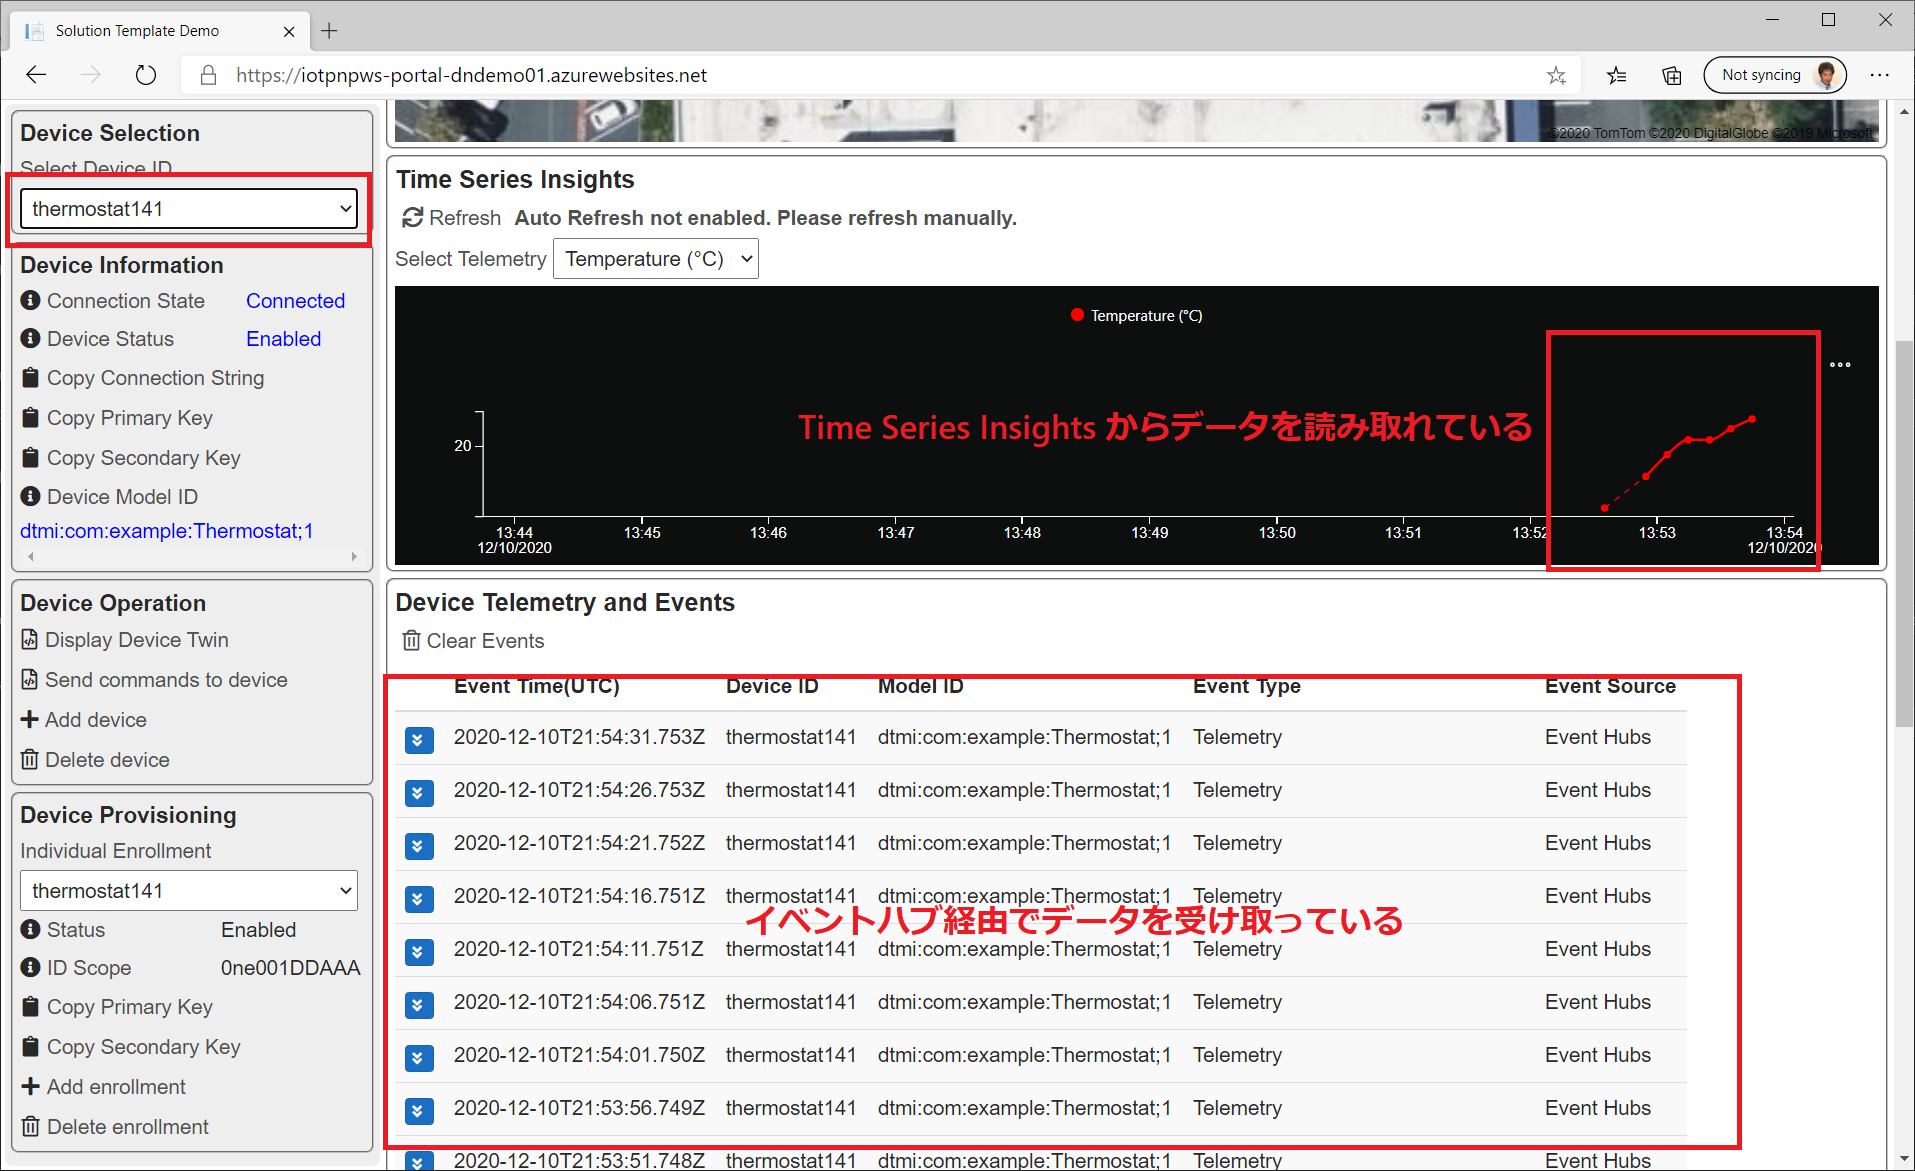 Solution Template Demo
https://iotpnpws-portal-dndemo01.azurewebsites.net
Not syncing
Device Selection
Select Device ID
thermostat141
Device Information
Connection State Connected
Device Status Enabled
Copy Connection String
Copy Primary Key
Copy Secondary Key
Device Model ID
dtmi:com:example:Thermostat;1
Device Operation
Display Device Twin
Send commands to device
Add device
Delete device
Device Provisioning
Individual Enrollment
thermostat141
Status Enabled
ID Scope 0ne001DDAAA
Copy Primary Key
Copy Secondary Key
Add enrollment
Delete enrollment
©2020 TomTom ©2020 DigitalGlobe ©2019 Microsoft
Time Series Insights
Refresh Auto Refresh not enabled. Please refresh manually.
Select Telemetry Temperature (°C)
Temperature (°C)
Time Series Insights からデータを読み取れている
20
13:44 13:45 13:46 13:47 13:48 13:49 13:50 13:51 13:52 13:53 13:54
12/10/2020 12/10/2020
Device Telemetry and Events
Clear Events
Event Time(UTC) Device ID Model ID Event Type Event Source
2020-12-10T21:54:31.753Z thermostat141 dtmi:com:example:Thermostat;1 Telemetry Event Hubs
2020-12-10T21:54:26.753Z thermostat141 dtmi:com:example:Thermostat;1 Telemetry Event Hubs
2020-12-10T21:54:21.752Z thermostat141 dtmi:com:example:Thermostat;1 Telemetry Event Hubs
2020-12-10T21:54:16.751Z thermostat141 dtmi:com:example:Thermostat;1 Telemetry Event Hubs
イベントハブ経由でデータを受け取っている
2020-12-10T21:54:11.751Z thermostat141 dtmi:com:example:Thermostat;1 Telemetry Event Hubs
2020-12-10T21:54:06.751Z thermostat141 dtmi:com:example:Thermostat;1 Telemetry Event Hubs
2020-12-10T21:54:01.750Z thermostat141 dtmi:com:example:Thermostat;1 Telemetry Event Hubs
2020-12-10T21:53:56.749Z thermostat141 dtmi:com:example:Thermostat;1 Telemetry Event Hubs
2020-12-10T21:53:51.748Z thermostat141 dtmi:com:example:Thermostat;1 Telemetry Event Hubs